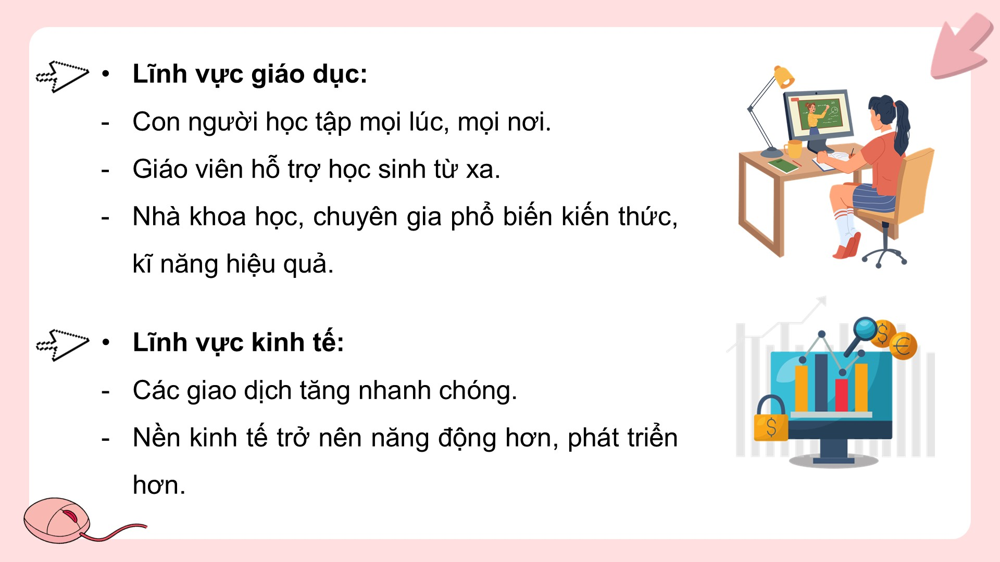 • Lĩnh vực giáo dục:
- Con người học tập mọi lúc, mọi nơi.
- Giáo viên hỗ trợ học sinh từ xa.
- Nhà khoa học, chuyên gia phổ biến kiến thức,
kĩ năng hiệu quả.
• Lĩnh vực kinh tế:
- Các giao dịch tăng nhanh chóng.
- Nền kinh tế trở nên năng động hơn, phát triển
hơn.